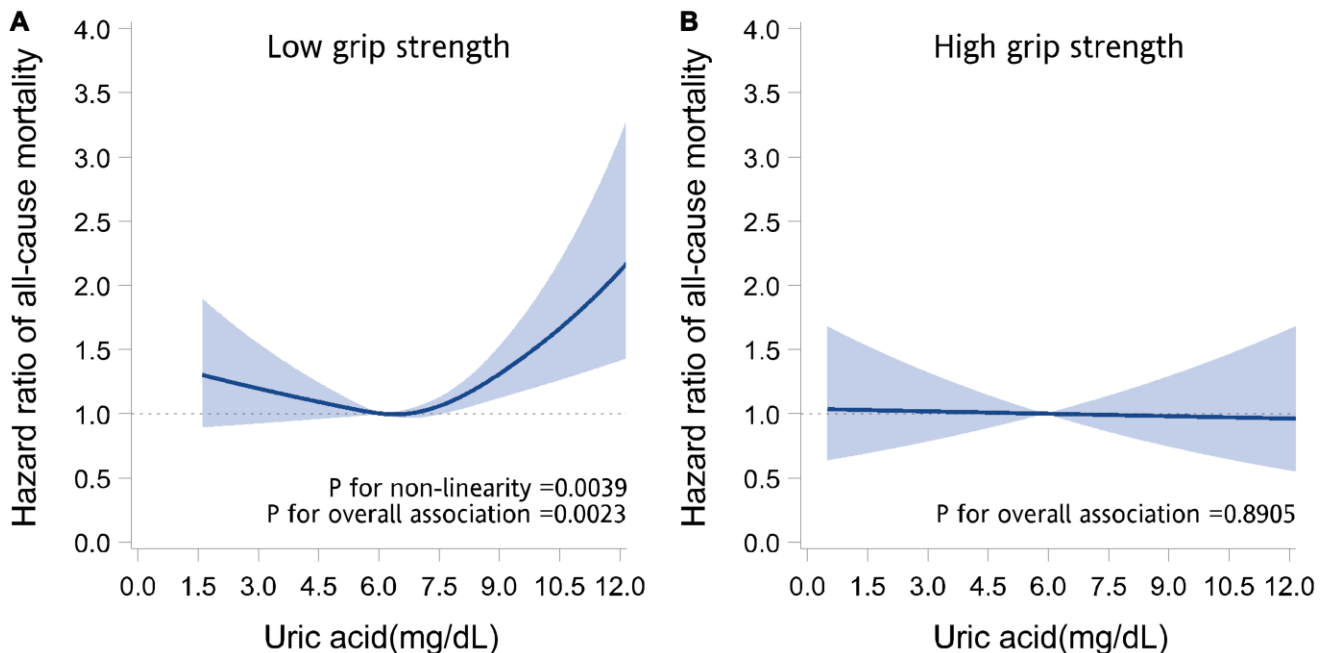 A
Low grip strength
Hazard ratio of all-cause mortality
4.0
3.5
3.0
2.5
2.0
1.5
1.0
0.5
0.0
P for non-linearity =0.0039
P for overall association =0.0023
0.0 1.5 3.0 4.5 6.0 7.5 9.0 10.5 12.0
Uric acid(mg/dL)
B
High grip strength
Hazard ratio of all-cause mortality
4.0
3.5
3.0
2.5
2.0
1.5
1.0
0.5
0.0
P for overall association =0.8905
0.0 1.5 3.0 4.5 6.0 7.5 9.0 10.5 12.0
Uric acid(mg/dL)